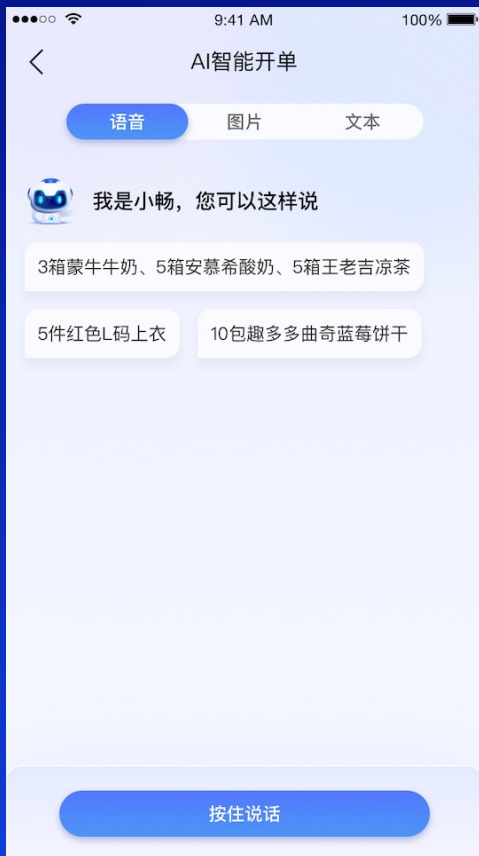 9:41 AM 100%
AI智能开单
语音 图片 文本
我是小畅，您可以这样说
3箱蒙牛牛奶、5箱安慕希酸奶、5箱王老吉凉茶
5件红色L码上衣 10包趣多多曲奇蓝莓饼干
按住说话